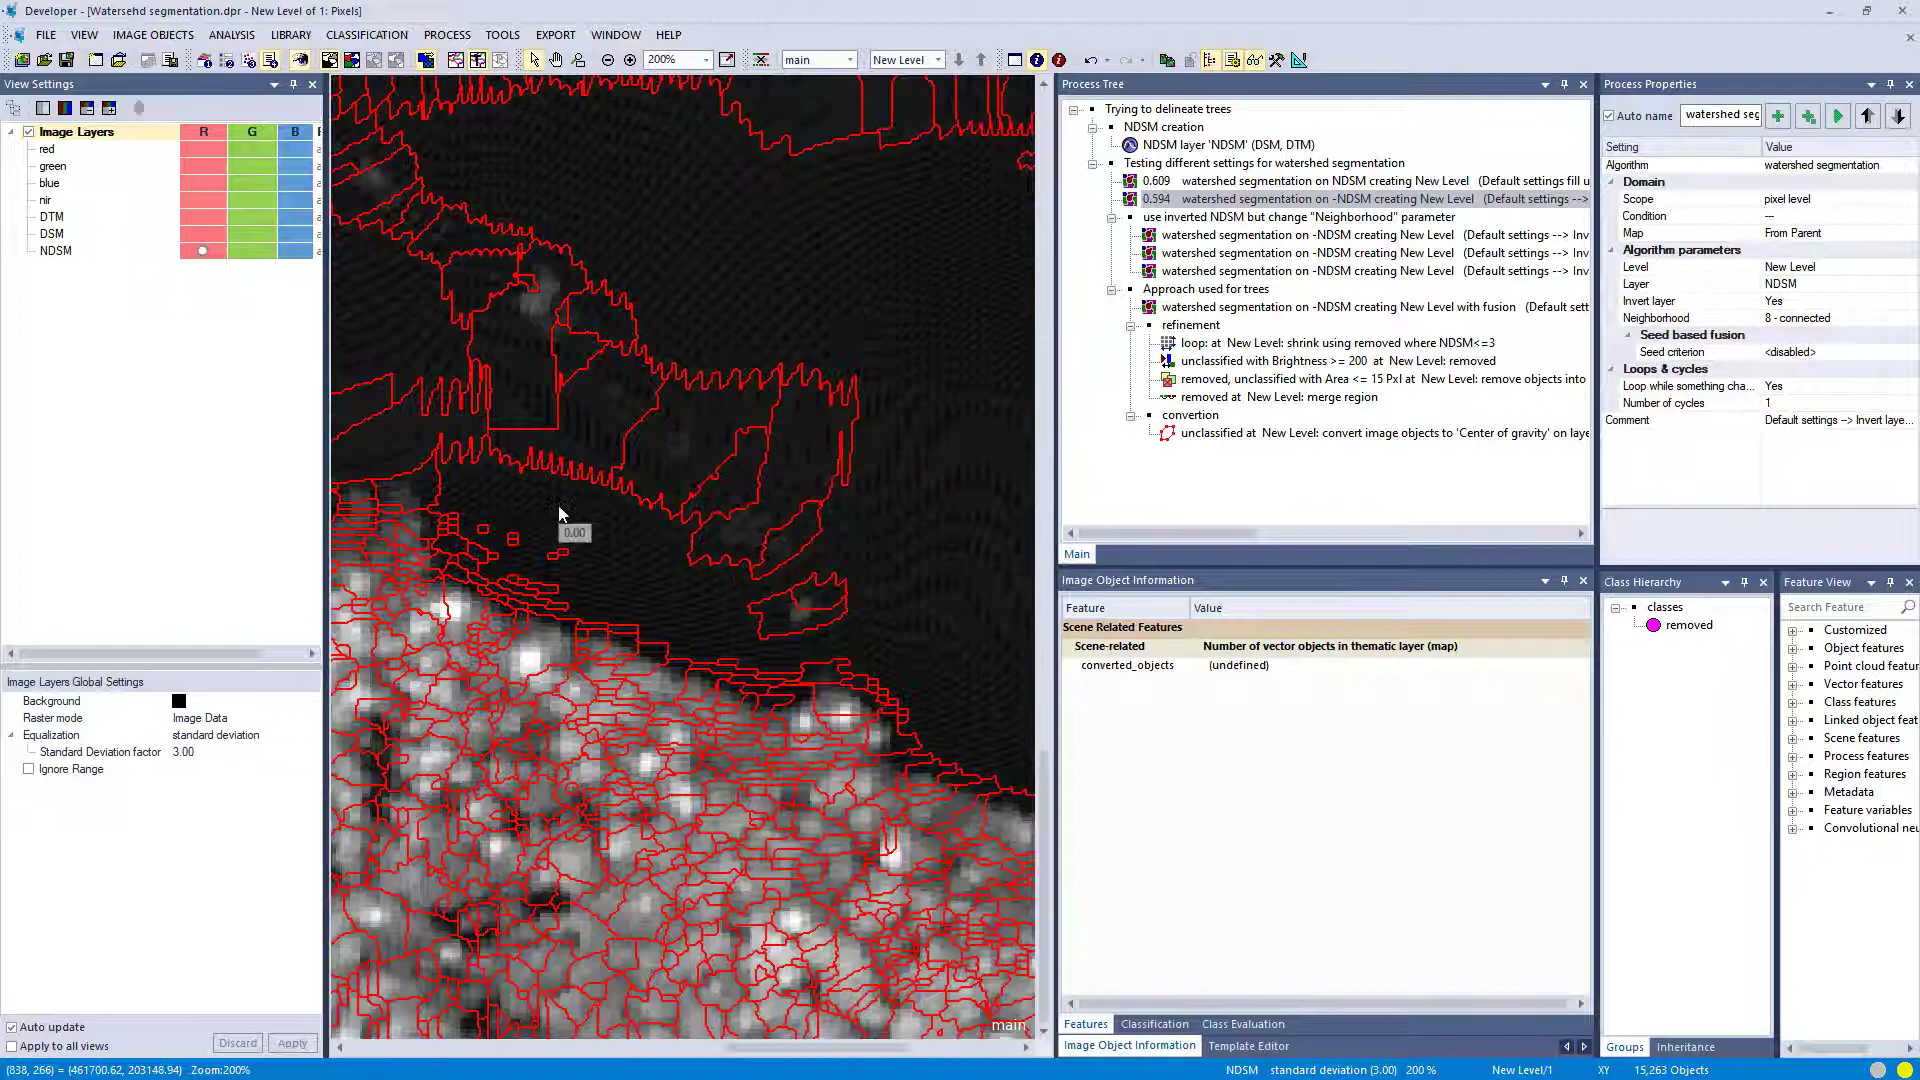 Developer - [Watersehd segmentation.dpr - New Level of 1: Pixels]
FILE VIEW IMAGE OBJECTS ANALYSIS LIBRARY CLASSIFICATION PROCESS TOOLS EXPORT WINDOW HELP
200% main New Level
View Settings
Image Layers R G B
red
green
blue
nir
DTM
DSM
NDSM
Image Layers Global Settings
Background
Raster mode Image Data
Equalization standard deviation
Standard Deviation factor 3.00
Ignore Range
Auto update
Apply to all views
Discard Apply
0.00
main
Process Tree
Trying to delineate trees
NDSM creation
NDSM layer 'NDSM' (DSM, DTM)
Testing different settings for watershed segmentation
0.609 watershed segmentation on NDSM creating New Level (Default settings fill u
0.594 watershed segmentation on -NDSM creating New Level (Default settings -->
use inverted NDSM but change "Neighborhood" parameter
watershed segmentation on -NDSM creating New Level (Default settings --> Inv
watershed segmentation on -NDSM creating New Level (Default settings --> Inv
watershed segmentation on -NDSM creating New Level (Default settings --> Inv
Approach used for trees
watershed segmentation on -NDSM creating New Level with fusion (Default sett
refinement
loop: at New Level: shrink using removed where NDSM<=3
unclassified with Brightness >= 200 at New Level: removed
removed, unclassified with Area <= 15 Pxl at New Level: remove objects into
removed at New Level: merge region
convertion
unclassified at New Level: convert image objects to 'Center of gravity' on laye
Main
Process Properties
Auto name watershed seg
Setting Value
Algorithm watershed segmentation
Domain
Scope pixel level
Condition ---
Map From Parent
Algorithm parameters
Level New Level
Layer NDSM
Invert layer Yes
Neighborhood 8 - connected
Seed based fusion
Seed criterion <disabled>
Loops & cycles
Loop while something cha... Yes
Number of cycles 1
Comment Default settings --> Invert laye...
Image Object Information
Feature Value
Scene Related Features
Scene-related Number of vector objects in thematic layer (map)
converted_objects (undefined)
Features Classification Class Evaluation
Image Object Information Template Editor
Class Hierarchy
classes
removed
Groups Inheritance
Feature View
Search Feature
Customized
Object features
Point cloud featur
Vector features
Class features
Linked object feat
Scene features
Process features
Region features
Metadata
Feature variables
Convolutional neu
(838, 266) = (461700.62, 203148.94) Zoom:200%
NDSM standard deviation (3.00) 200 % New Level/1 XY 15,263 Objects